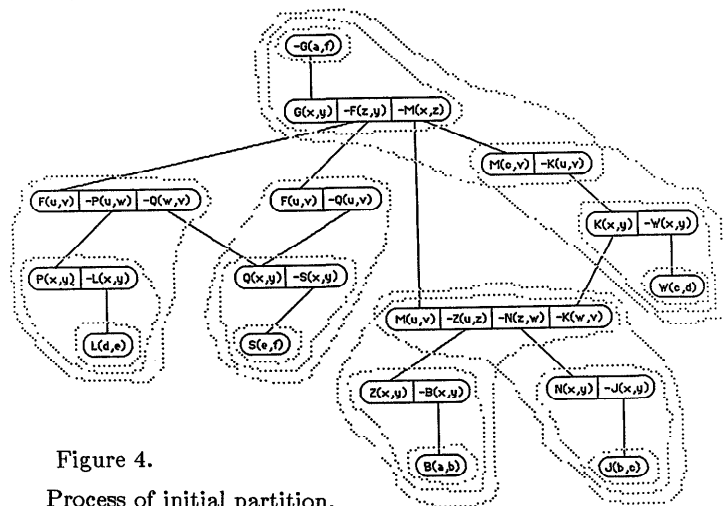 -G(a,f)
G(x,y) -F(z,y) -M(x,z)
M(c,v) -K(u,v)
F(u,v) -P(u,w) -Q(w,v)
F(u,v) -Q(u,v)
K(x,y) -W(x,y)
P(x,y) -L(x,y)
Q(x,y) -S(x,y)
W(c,d)
M(u,v) -Z(u,z) -N(z,w) -K(w,v)
L(d,e)
S(e,f)
Z(x,y) -B(x,y)
N(x,y) -J(x,y)
B(a,b)
J(b,c)
Figure 4.
Process of initial partition.